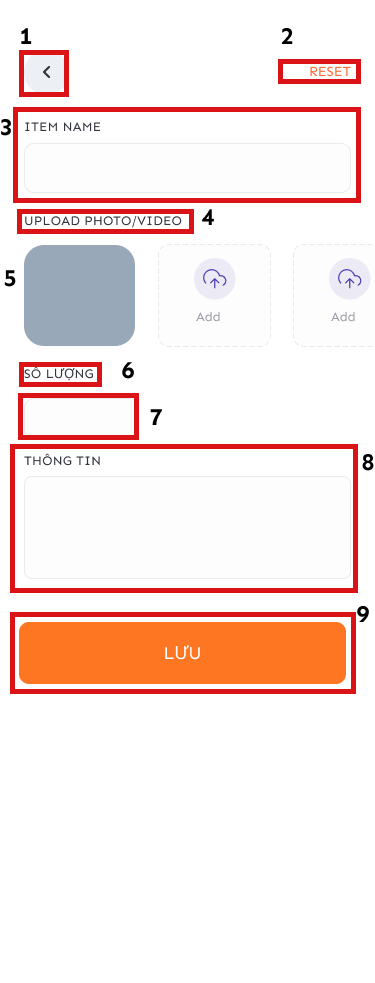 1
2
RESET
3
ITEM NAME
UPLOAD PHOTO/VIDEO
4
5
Add
Add
SỐ LƯỢNG
6
7
THÔNG TIN
8
9
LƯU